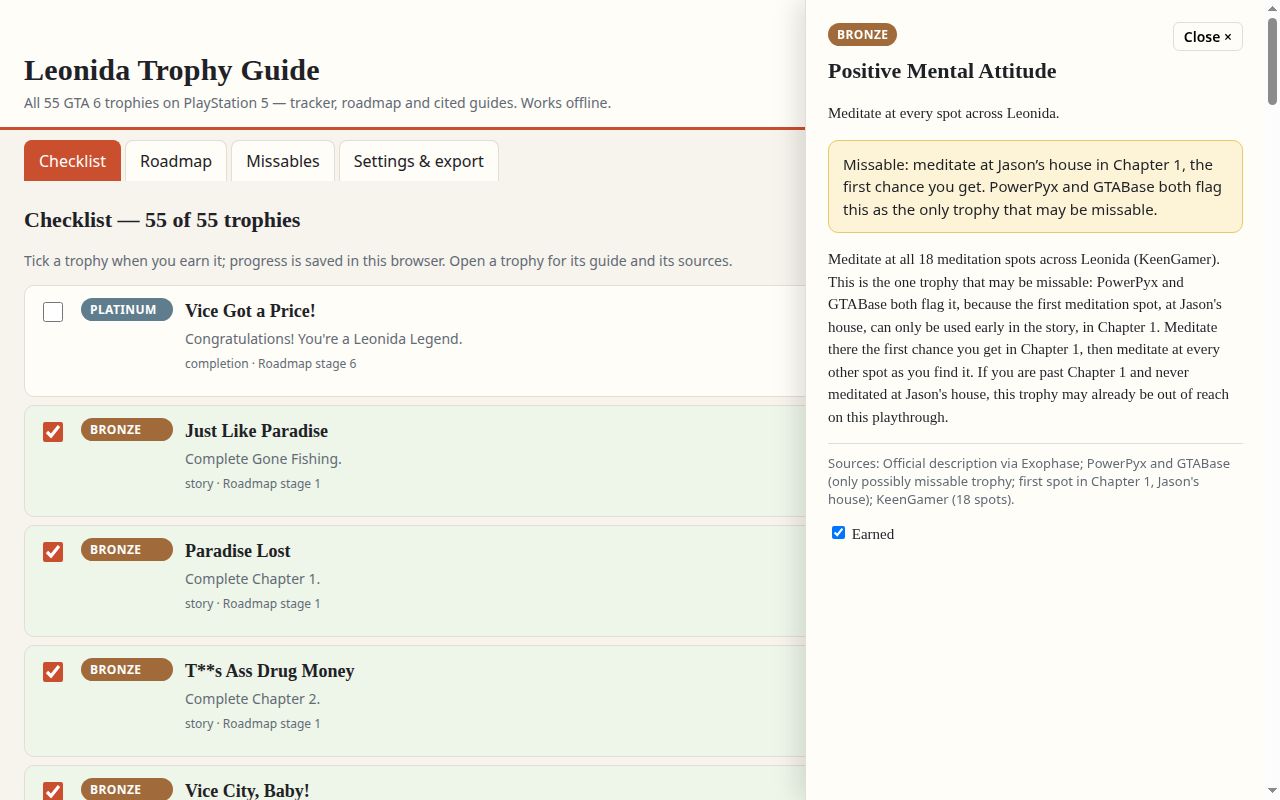 Leonida Trophy Guide
All 55 GTA 6 trophies on PlayStation 5 — tracker, roadmap and cited guides. Works offline.
Checklist
Roadmap
Missables
Settings & export
Checklist — 55 of 55 trophies
Tick a trophy when you earn it; progress is saved in this browser. Open a trophy for its guide and its sources.
PLATINUM
Vice Got a Price!
Congratulations! You're a Leonida Legend.
completion · Roadmap stage 6
BRONZE
Just Like Paradise
Complete Gone Fishing.
story · Roadmap stage 1
BRONZE
Paradise Lost
Complete Chapter 1.
story · Roadmap stage 1
BRONZE
T**s Ass Drug Money
Complete Chapter 2.
story · Roadmap stage 1
BRONZE
Vice City, Baby!
BRONZE
Close ×
Positive Mental Attitude
Meditate at every spot across Leonida.
Missable: meditate at Jason’s house in Chapter 1, the
first chance you get. PowerPyx and GTABase both flag
this as the only trophy that may be missable.
Meditate at all 18 meditation spots across Leonida (KeenGamer).
This is the one trophy that may be missable: PowerPyx and
GTABase both flag it, because the first meditation spot, at Jason's
house, can only be used early in the story, in Chapter 1. Meditate
there the first chance you get in Chapter 1, then meditate at every
other spot as you find it. If you are past Chapter 1 and never
meditated at Jason's house, this trophy may already be out of reach
on this playthrough.
Sources: Official description via Exophase; PowerPyx and GTABase
(only possibly missable trophy; first spot in Chapter 1, Jason's
house); KeenGamer (18 spots).
Earned